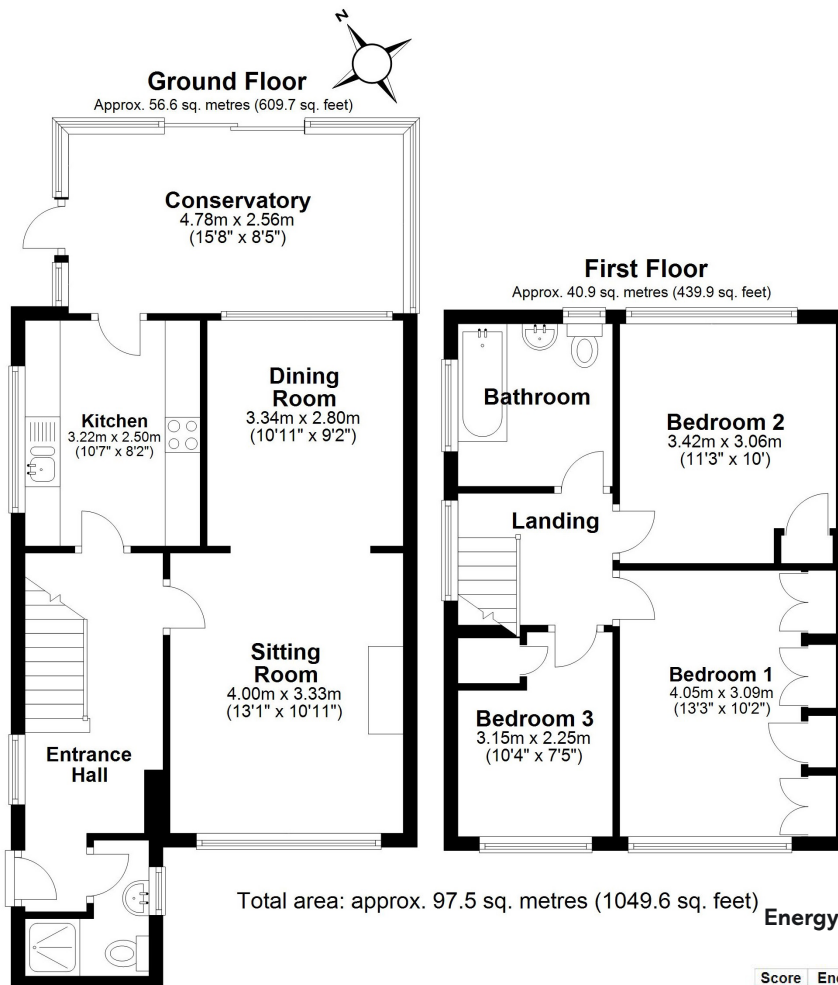 N
Ground Floor
Approx. 56.6 sq. metres (609.7 sq. feet)
Conservatory
4.78m x 2.56m
(15'8" x 8'5")
Dining
Room
3.34m x 2.80m
(10'11" x 9'2")
Kitchen
3.22m x 2.50m
(10'7" x 8'2")
Sitting
Room
4.00m x 3.33m
(13'1" x 10'11")
Entrance
Hall
First Floor
Approx. 40.9 sq. metres (439.9 sq. feet)
Bathroom
Bedroom 2
3.42m x 3.06m
(11'3" x 10')
Landing
Bedroom 1
4.05m x 3.09m
(13'3" x 10'2")
Bedroom 3
3.15m x 2.25m
(10'4" x 7'5")
Total area: approx. 97.5 sq. metres (1049.6 sq. feet)
Energy
Score Ene